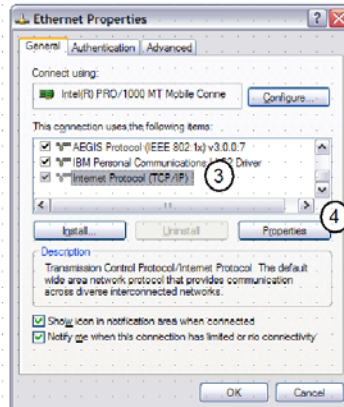 Ethernet Properties
General Authentication Advanced
Connect using:
Intel(R) PRO/1000 MT Mobile Conne
Configure...
This connection uses the following items:
AEGIS Protocol (IEEE 802.1x) v3.0.0.7
IBM Personal Communications Driver
Internet Protocol (TCP/IP)
3
4
Install... Uninstall Properties
Description
Transmission Control Protocol/Internet Protocol. The default
wide area network protocol that provides communication
across diverse interconnected networks.
Show icon in notification area when connected
Notify me when this connection has limited or no connectivity
OK Cancel